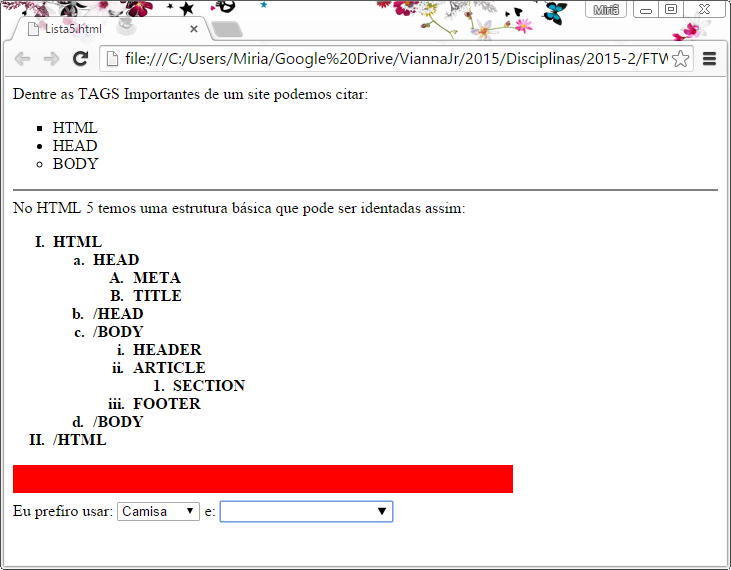 Miriã
Lista5.html
file:///C:/Users/Miria/Google%20Drive/ViannaJr/2015/Disciplinas/2015-2/FTW
Dentre as TAGS Importantes de um site podemos citar:
HTML
HEAD
BODY
No HTML 5 temos uma estrutura básica que pode ser identadas assim:
I. HTML
a. HEAD
A. META
B. TITLE
b. /HEAD
c. /BODY
i. HEADER
ii. ARTICLE
1. SECTION
iii. FOOTER
d. /BODY
II. /HTML
Eu prefiro usar: Camisa e: